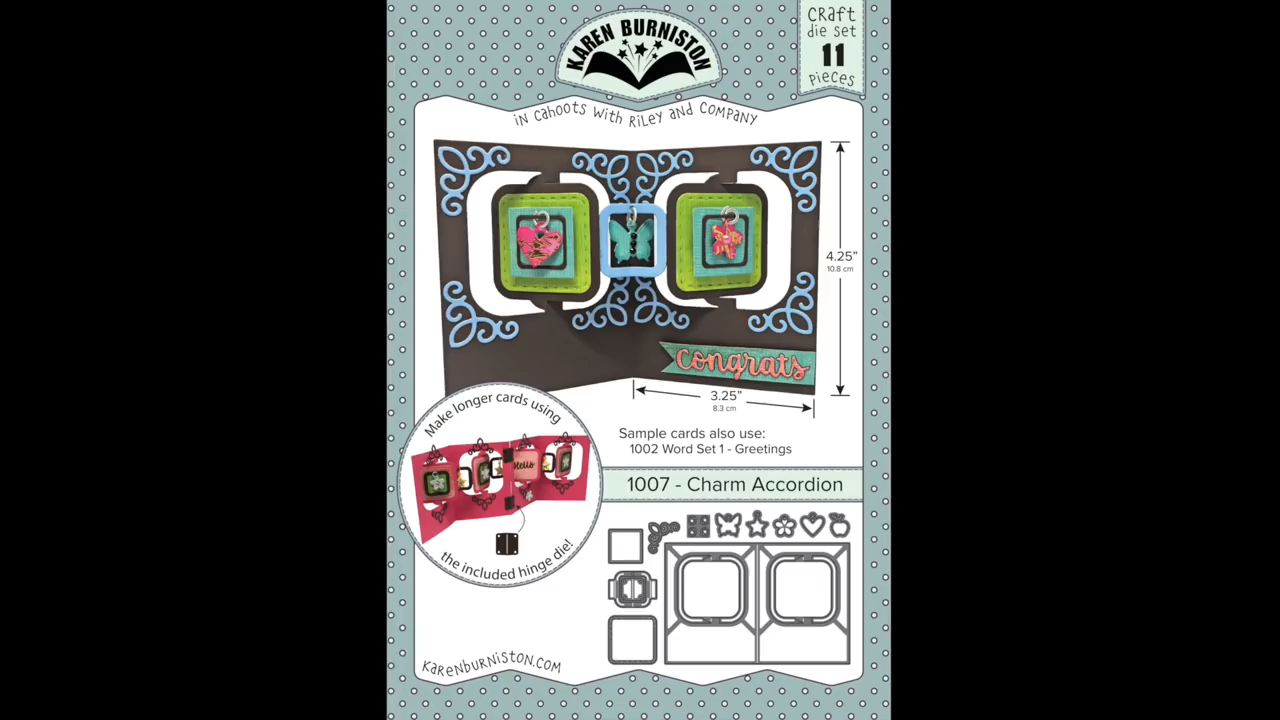 KAREN BURNISTON
CRAFT
die set
11
pieces
in cahoots with Riley and Company
Congrats
4.25"
10.8 cm
3.25"
8.3 cm
Make longer cards using
Hello
the included hinge die!
Sample cards also use:
1002 Word Set 1 - Greetings
1007 - Charm Accordion
KARENBURNISTON.COM